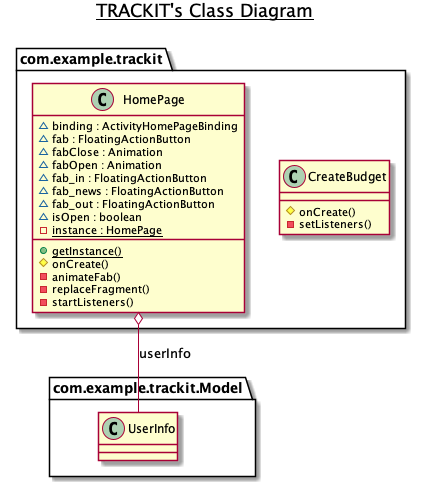 TRACKIT's Class Diagram
com.example.trackit
C HomePage
binding : ActivityHomePageBinding
fab : FloatingActionButton
fabClose : Animation
fabOpen : Animation
fab_in : FloatingActionButton
fab_news : FloatingActionButton
fab_out : FloatingActionButton
isOpen : boolean
instance : HomePage
getInstance()
onCreate()
animateFab()
replaceFragment()
startListeners()
C CreateBudget
onCreate()
setListeners()
userInfo
com.example.trackit.Model
C UserInfo